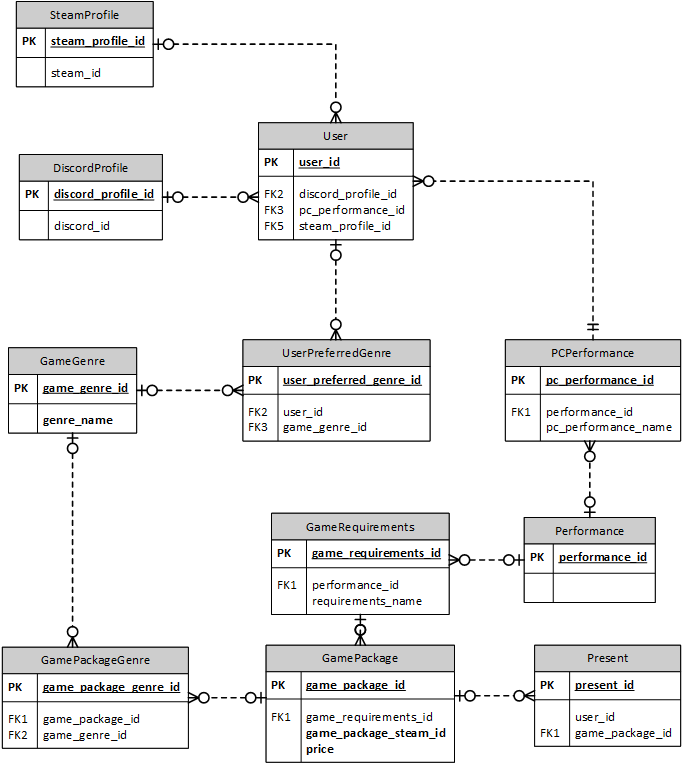 SteamProfile
PK steam_profile_id
steam_id
User
PK user_id
FK2 discord_profile_id
FK3 pc_performance_id
FK5 steam_profile_id
DiscordProfile
PK discord_profile_id
discord_id
GameGenre
PK game_genre_id
genre_name
UserPreferredGenre
PK user_preferred_genre_id
FK2 user_id
FK3 game_genre_id
PCPerformance
PK pc_performance_id
FK1 performance_id
pc_performance_name
GameRequirements
PK game_requirements_id
FK1 performance_id
requirements_name
Performance
PK performance_id
GamePackageGenre
PK game_package_genre_id
FK1 game_package_id
FK2 game_genre_id
GamePackage
PK game_package_id
FK1 game_requirements_id
game_package_steam_id
price
Present
PK present_id
user_id
FK1 game_package_id